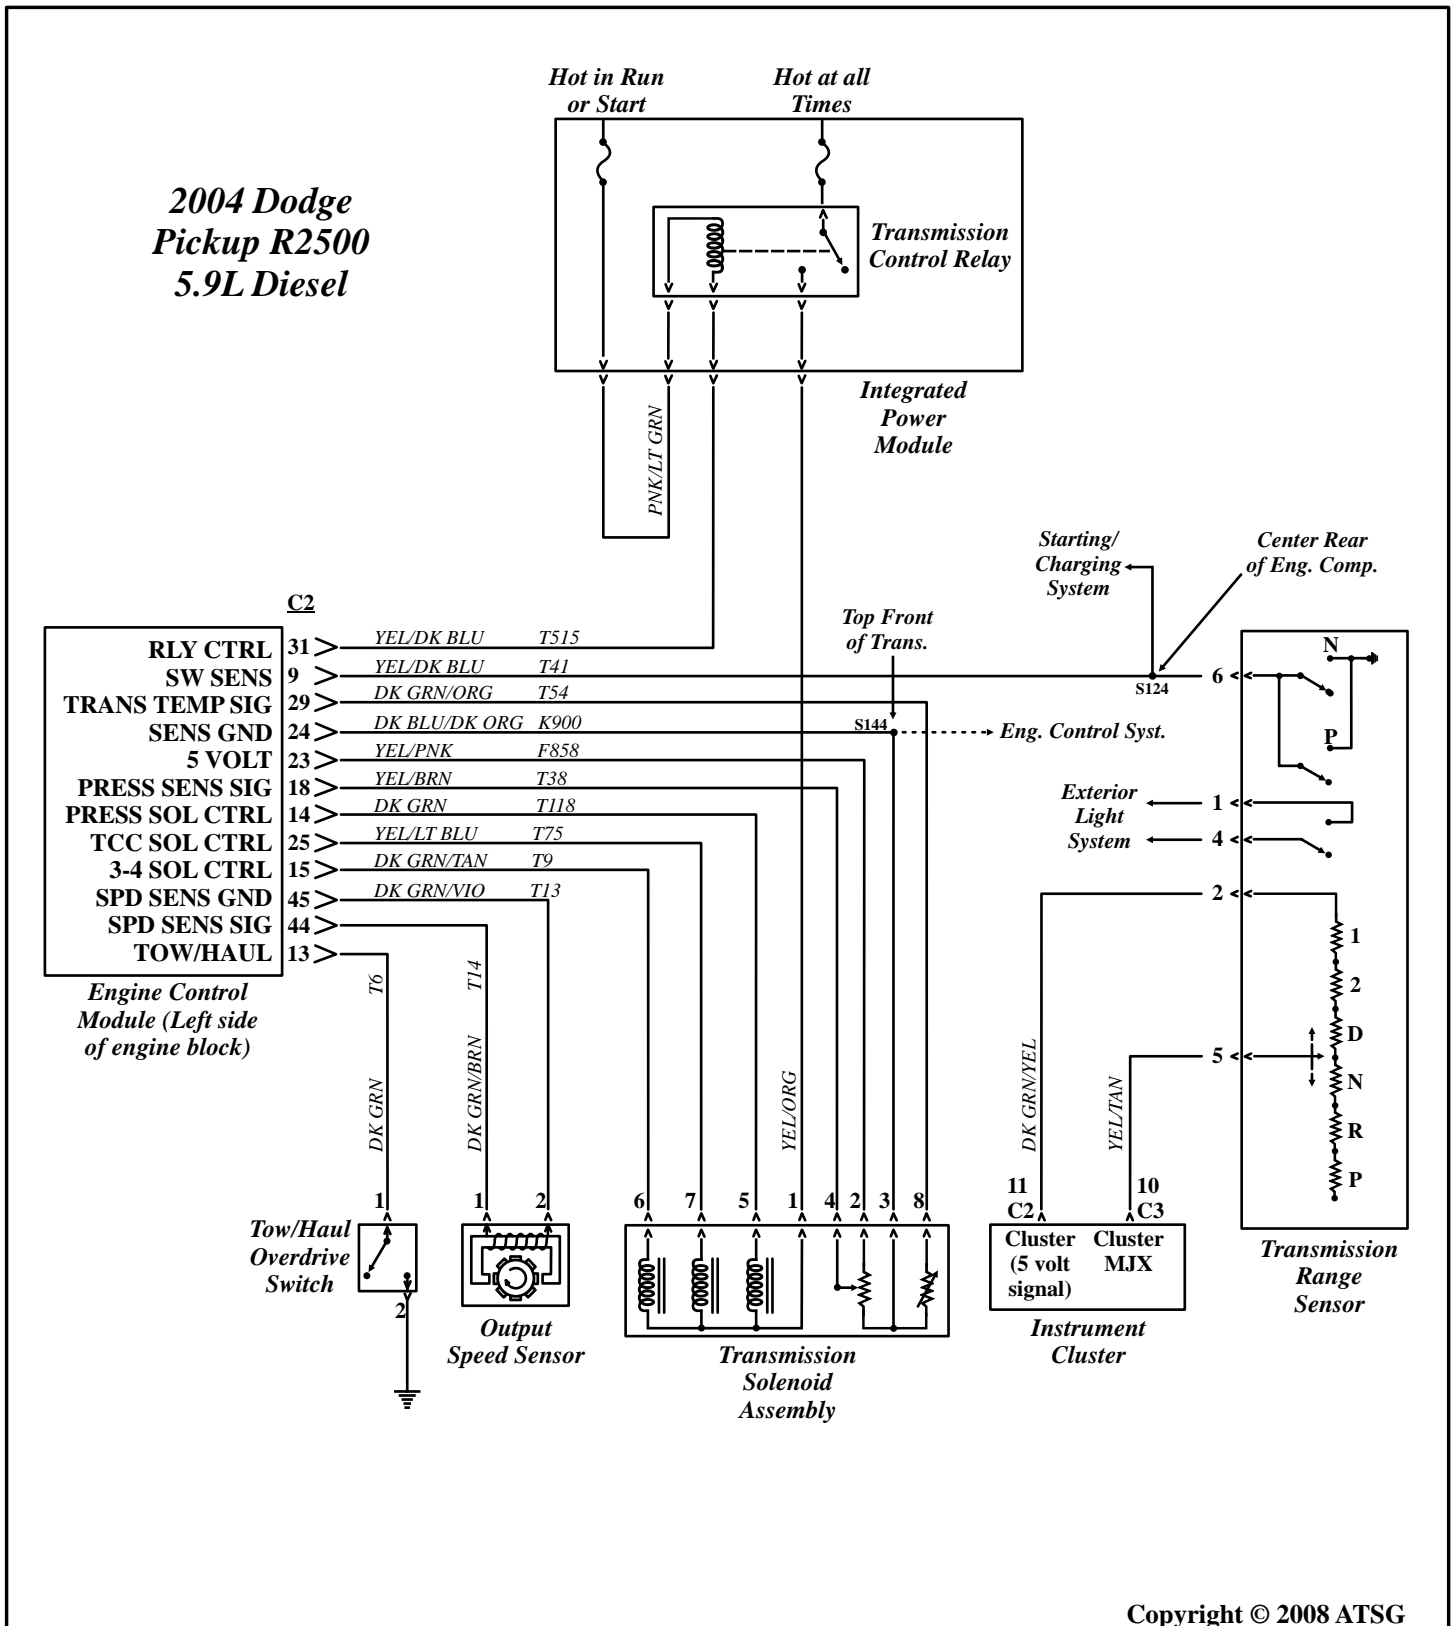 Hot in Run
or Start
Hot at all
Times
2004 Dodge
Pickup R2500
5.9L Diesel
Transmission
Control Relay
Integrated
Power
Module
PNK/LT GRN
Starting/
Charging
System
Center Rear
of Eng. Comp.
Top Front
of Trans.
C2
RLY CTRL 31 YEL/DK BLU T515
SW SENS 9 YEL/DK BLU T41
TRANS TEMP SIG 29 DK GRN/ORG T54
SENS GND 24 DK BLU/DK ORG K900
5 VOLT 23 YEL/PNK F858
PRESS SENS SIG 18 YEL/BRN T38
PRESS SOL CTRL 14 DK GRN T118
TCC SOL CTRL 25 YEL/LT BLU T75
3-4 SOL CTRL 15 DK GRN/TAN T9
SPD SENS GND 45 DK GRN/VIO T13
SPD SENS SIG 44
TOW/HAUL 13
Engine Control
Module (Left side
of engine block)
S144
Eng. Control Syst.
S124
6
N
P
Exterior
Light
System
1
4
2
5
1
2
D
N
R
P
Transmission
Range
Sensor
T6
DK GRN
T14
DK GRN/BRN
YEL/ORG
DK GRN/YEL
YEL/TAN
1
Tow/Haul
Overdrive
Switch
2
1 2
Output
Speed Sensor
6 7 5 1 4 2 3 8
Transmission
Solenoid
Assembly
11
C2
10
C3
Cluster
(5 volt
signal)
Cluster
MJX
Instrument
Cluster
Copyright © 2008 ATSG